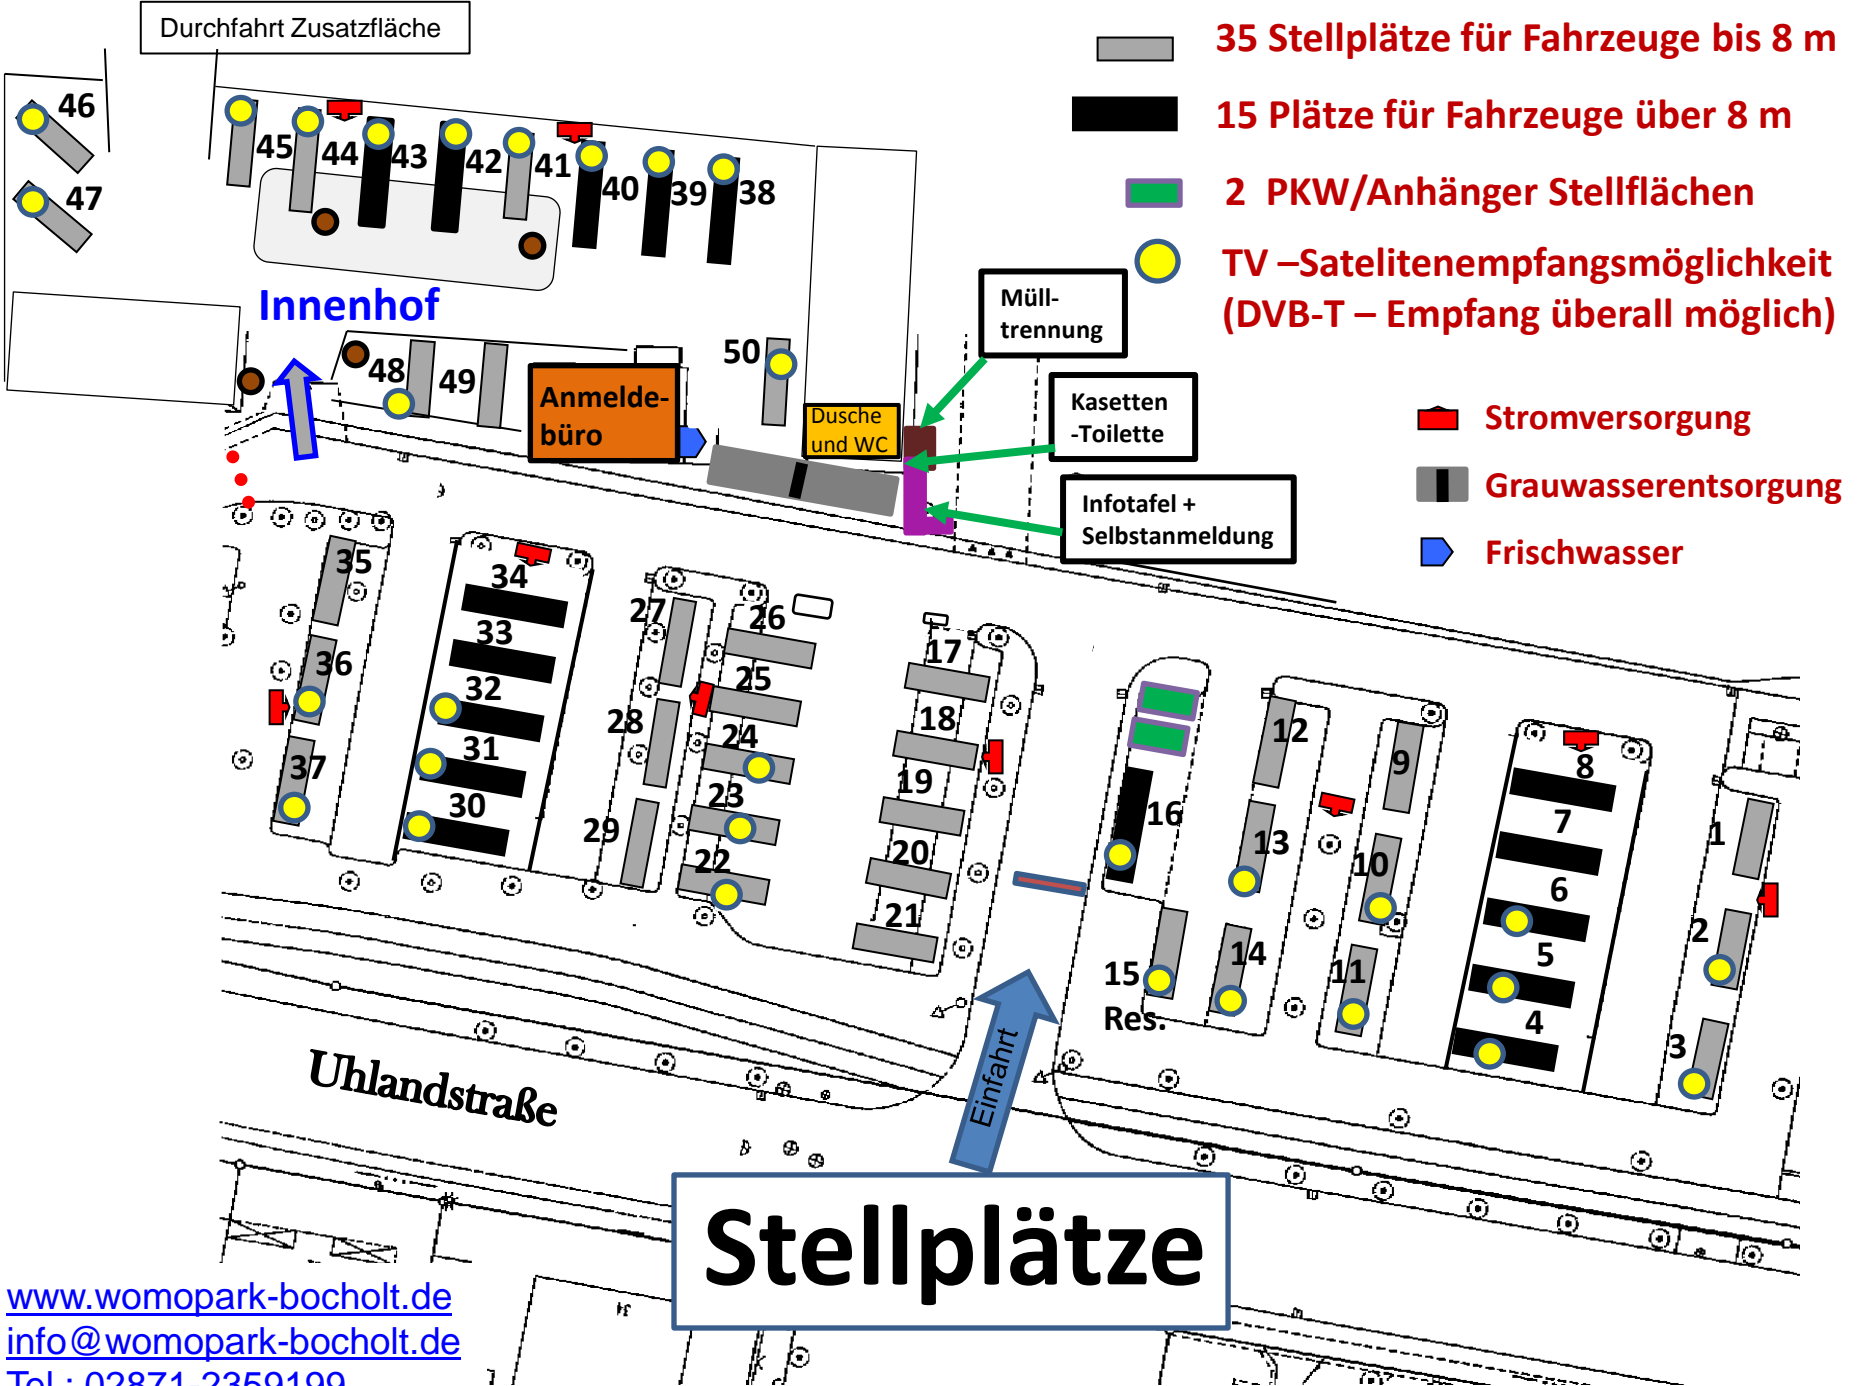 Durchfahrt Zusatzfläche
35 Stellplätze für Fahrzeuge bis 8 m
15 Plätze für Fahrzeuge über 8 m
2 PKW/Anhänger Stellflächen
TV –Satelitenempfangsmöglichkeit
(DVB-T – Empfang überall möglich)
Stromversorgung
Grauwasserentsorgung
Frischwasser
46
47
45
44
43
42
41
40
39
38
Innenhof
48
49
50
Anmelde-
büro
Dusche
und WC
Müll-
trennung
Kasetten
-Toilette
Infotafel +
Selbstanmeldung
35
36
37
34
33
32
31
30
27
28
29
26
25
24
23
22
17
18
19
20
21
16
15
Res.
12
13
14
9
10
11
8
7
6
5
4
1
2
3
Einfahrt
Uhlandstraße
34
Stellplätze
www.womopark-bocholt.de
info@womopark-bocholt.de
Tel.: 02871-2359199